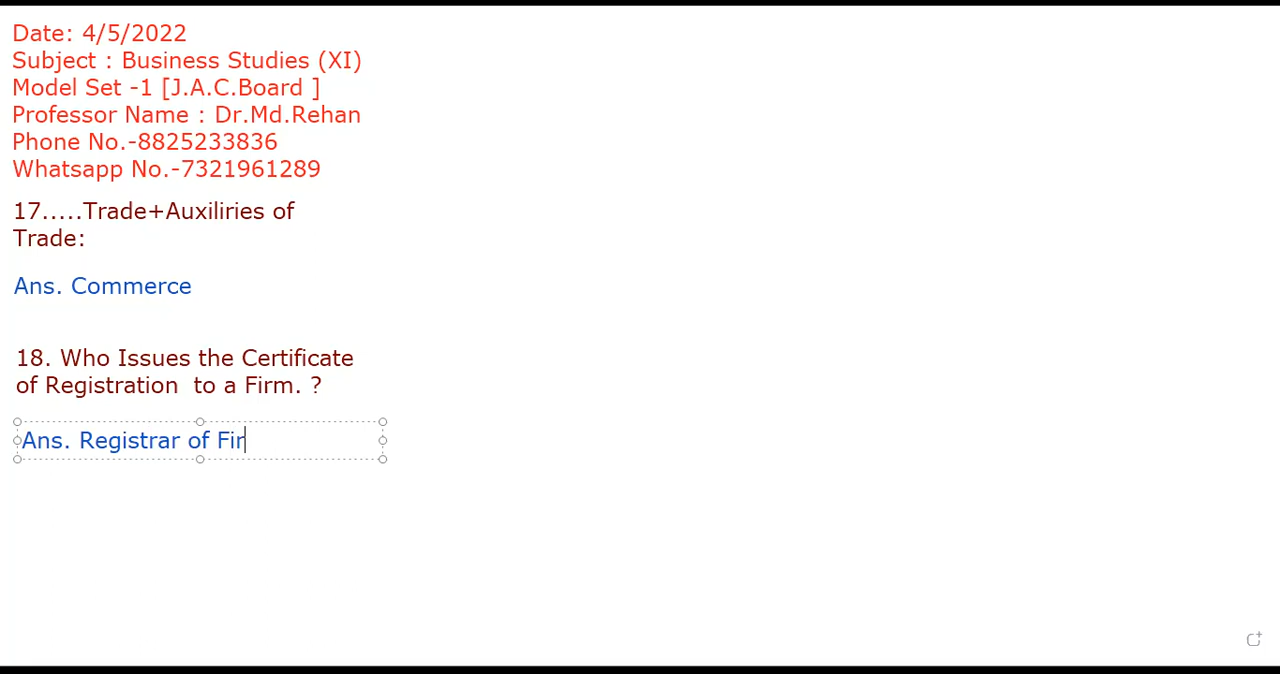 Date: 4/5/2022
Subject : Business Studies (XI)
Model Set -1 [J.A.C.Board ]
Professor Name : Dr.Md.Rehan
Phone No.-8825233836
Whatsapp No.-7321961289
17.....Trade+Auxiliries of
Trade:
Ans. Commerce
18. Who Issues the Certificate
of Registration  to a Firm. ?
Ans. Registrar of Fir